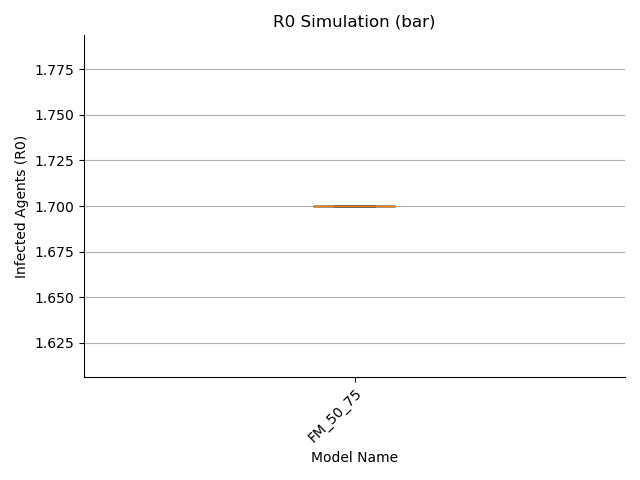 R0 Simulation (bar)
1.775
1.750
1.725
1.700
1.675
1.650
1.625
Infected Agents (R0)
FM_50_75
Model Name